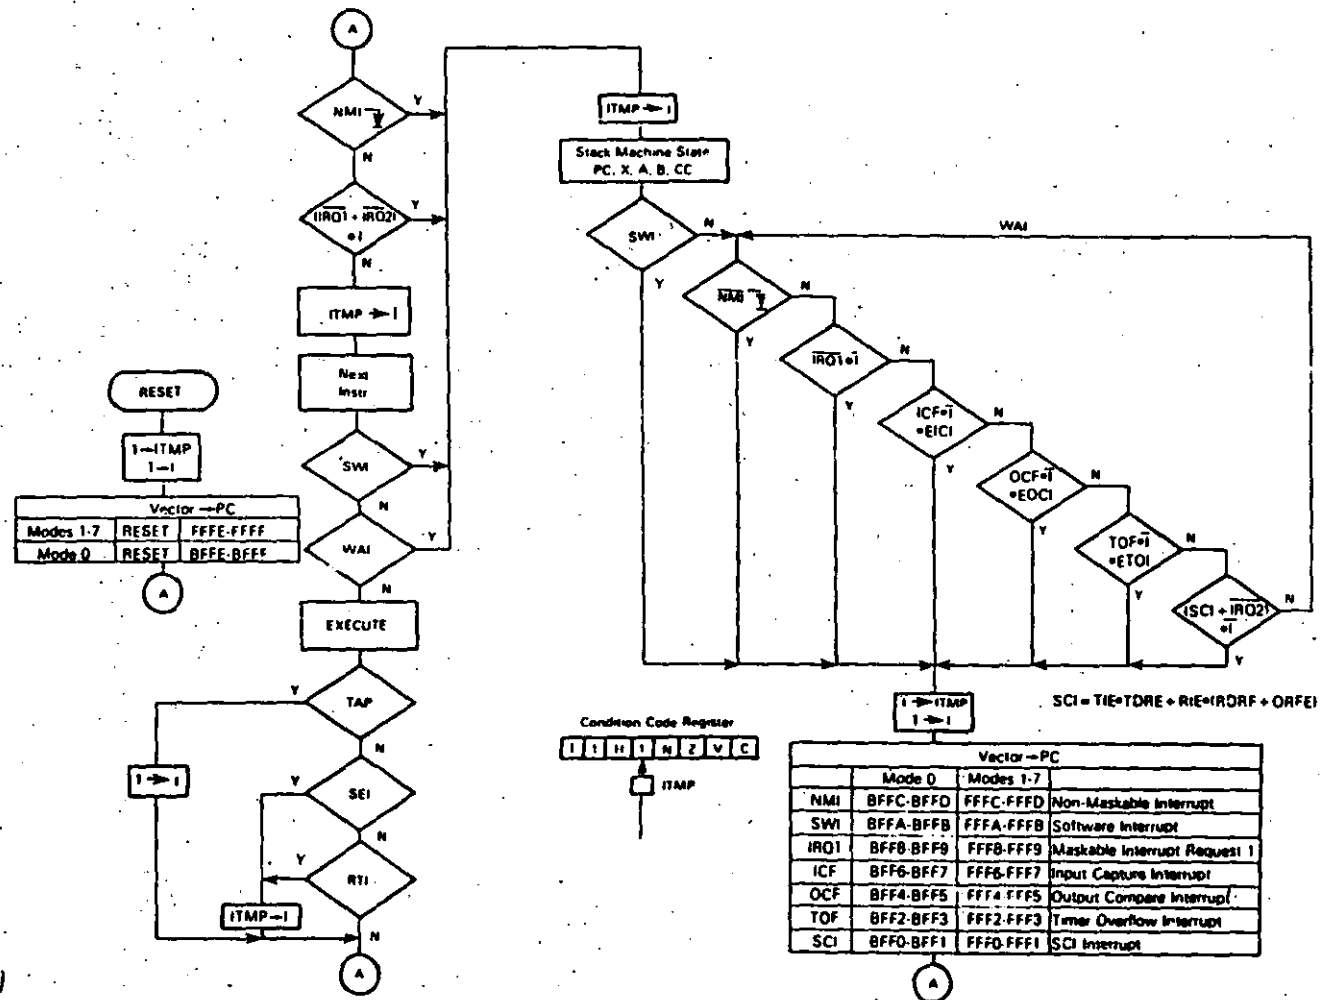 A
NMI
Y
N
(IRQ1 + IRQ2)
•I
Y
N
ITMP → I
Next
Instr
SWI
Y
N
WAI
Y
N
EXECUTE
TAP
Y
N
1 → I
SEI
Y
N
RTI
Y
ITMP → I
N
A
RESET
1→ITMP
1→I
Vector → PC
Modes 1-7 RESET FFFE-FFFF
Mode 0 RESET BFFE-BFFF
A
ITMP → I
Stack Machine State
PC, X, A, B, CC
SWI
N
Y
WAI
NMI
N
Y
IRQ1•I
N
Y
ICF•I
•EICI
N
Y
OCF•I
•EOCI
N
Y
TOF•I
•ETOI
N
Y
(SCI + IRQ2)
•I
N
Y
SCI = TIE•TDRE + RIE•(RDRF + ORFE)
1 → ITMP
1 → I
Condition Code Register
1 1 H I N Z V C
ITMP
Vector → PC
Mode 0 Modes 1-7
NMI BFFC-BFFD FFFC-FFFD Non-Maskable Interrupt
SWI BFFA-BFFB FFFA-FFFB Software Interrupt
IRQ1 BFF8-BFF9 FFF8-FFF9 Maskable Interrupt Request 1
ICF BFF6-BFF7 FFF6-FFF7 Input Capture Interrupt
OCF BFF4-BFF5 FFF4-FFF5 Output Compare Interrupt
TOF BFF2-BFF3 FFF2-FFF3 Timer Overflow Interrupt
SCI BFF0-BFF1 FFF0-FFF1 SCI Interrupt
A